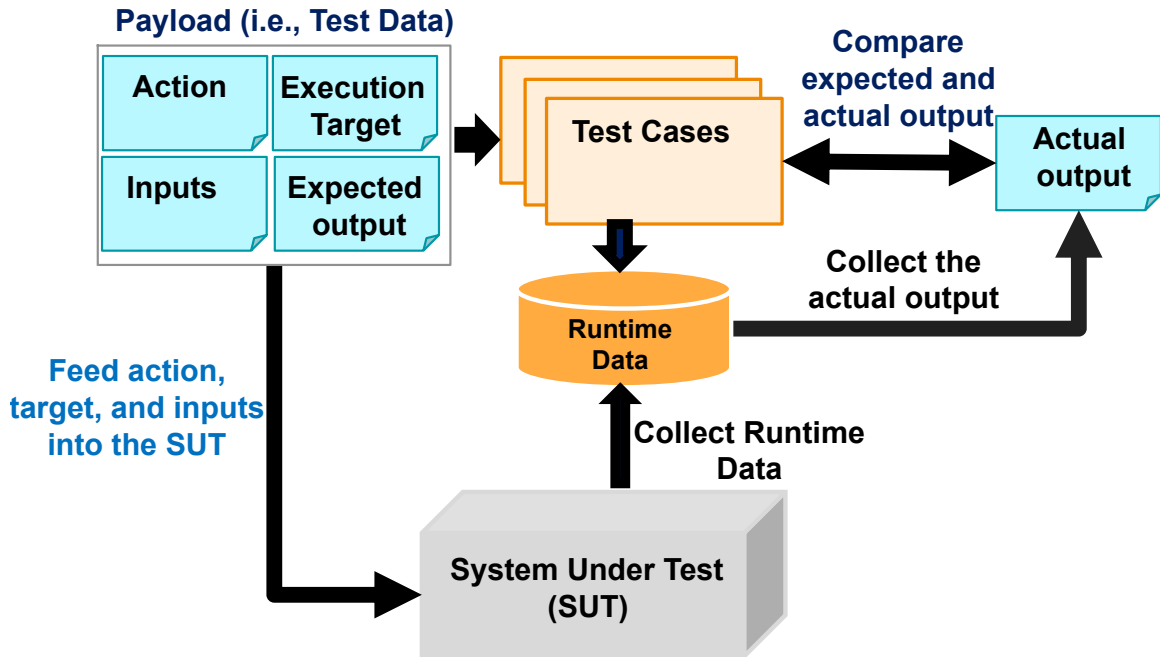 Payload (i.e., Test Data)
Action
Execution
Target
Inputs
Expected
output
Test Cases
Compare
expected and
actual output
Actual
output
Collect the
actual output
Runtime
Data
Feed action,
target, and inputs
into the SUT
Collect Runtime
Data
System Under Test
(SUT)